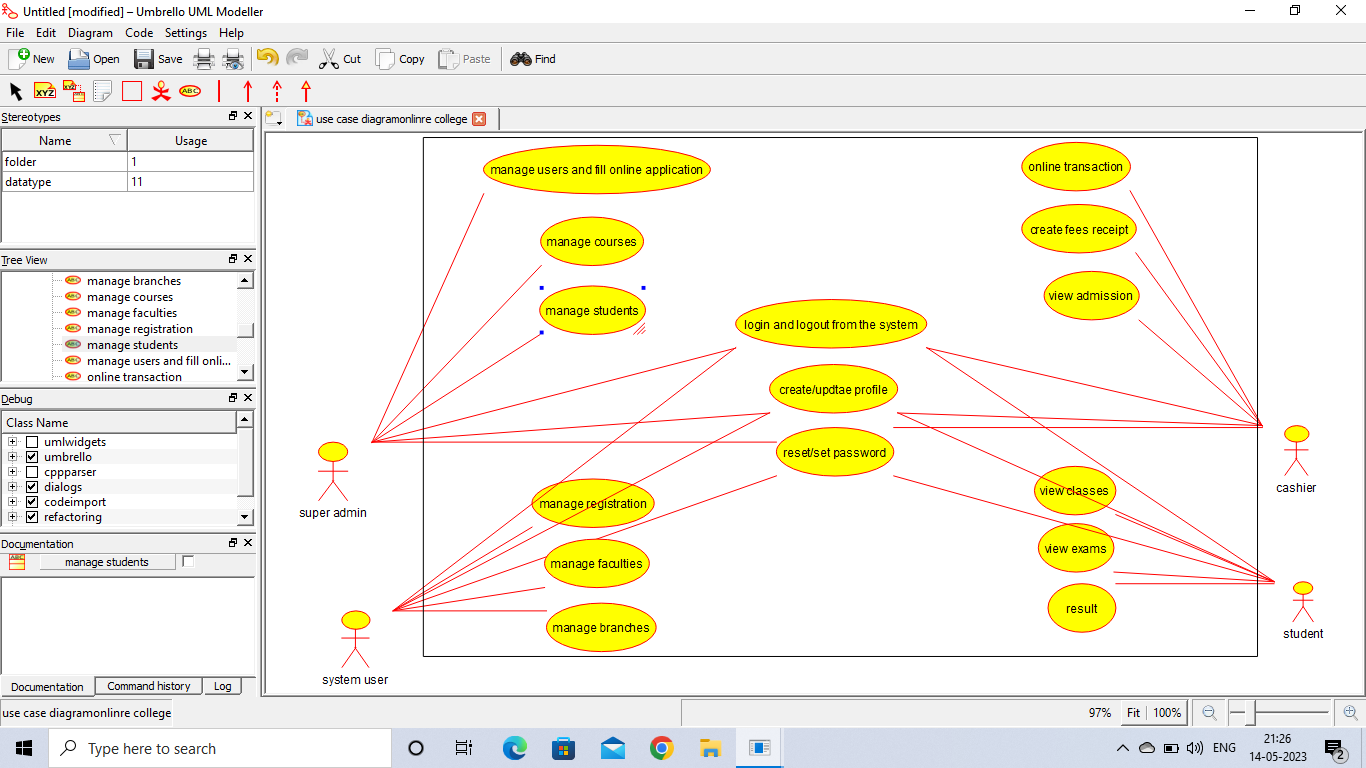 Untitled [modified] – Umbrello UML Modeller
File Edit Diagram Code Settings Help
New Open Save Cut Copy Paste Find
XYZ XYZ ABC
Stereotypes
Name Usage
folder 1
datatype 11
Tree View
manage branches
manage courses
manage faculties
manage registration
manage students
manage users and fill onli...
online transaction
Debug
Class Name
umlwidgets
umbrello
cppparser
dialogs
codeimport
refactoring
Documentation
manage students
Documentation Command history Log
use case diagramonlinre college
manage users and fill online application
manage courses
manage students
login and logout from the system
create/updtae profile
reset/set password
manage registration
manage faculties
manage branches
online transaction
create fees receipt
view admission
view classes
view exams
result
super admin
system user
cashier
student
use case diagramonlinre college
97% Fit 100%
Type here to search
ENG
21:26
14-05-2023
2